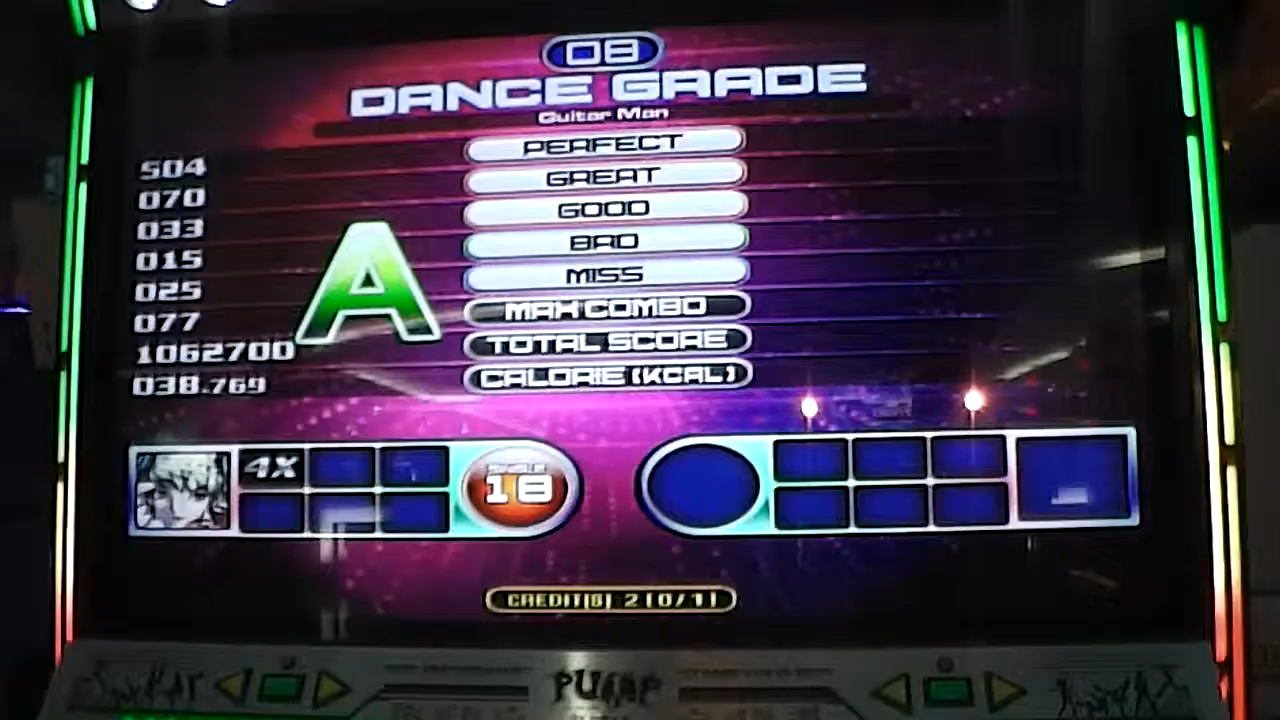 08
DANCE GRADE
Guitar Man
504 PERFECT
070 GREAT
033 GOOD
015 BAD
025 MISS
077 MAX COMBO
1062700 TOTAL SCORE
038.769 CALORIE (KCAL)
A
4X
18
CREDIT(S) 2 (0/1)
PUMP